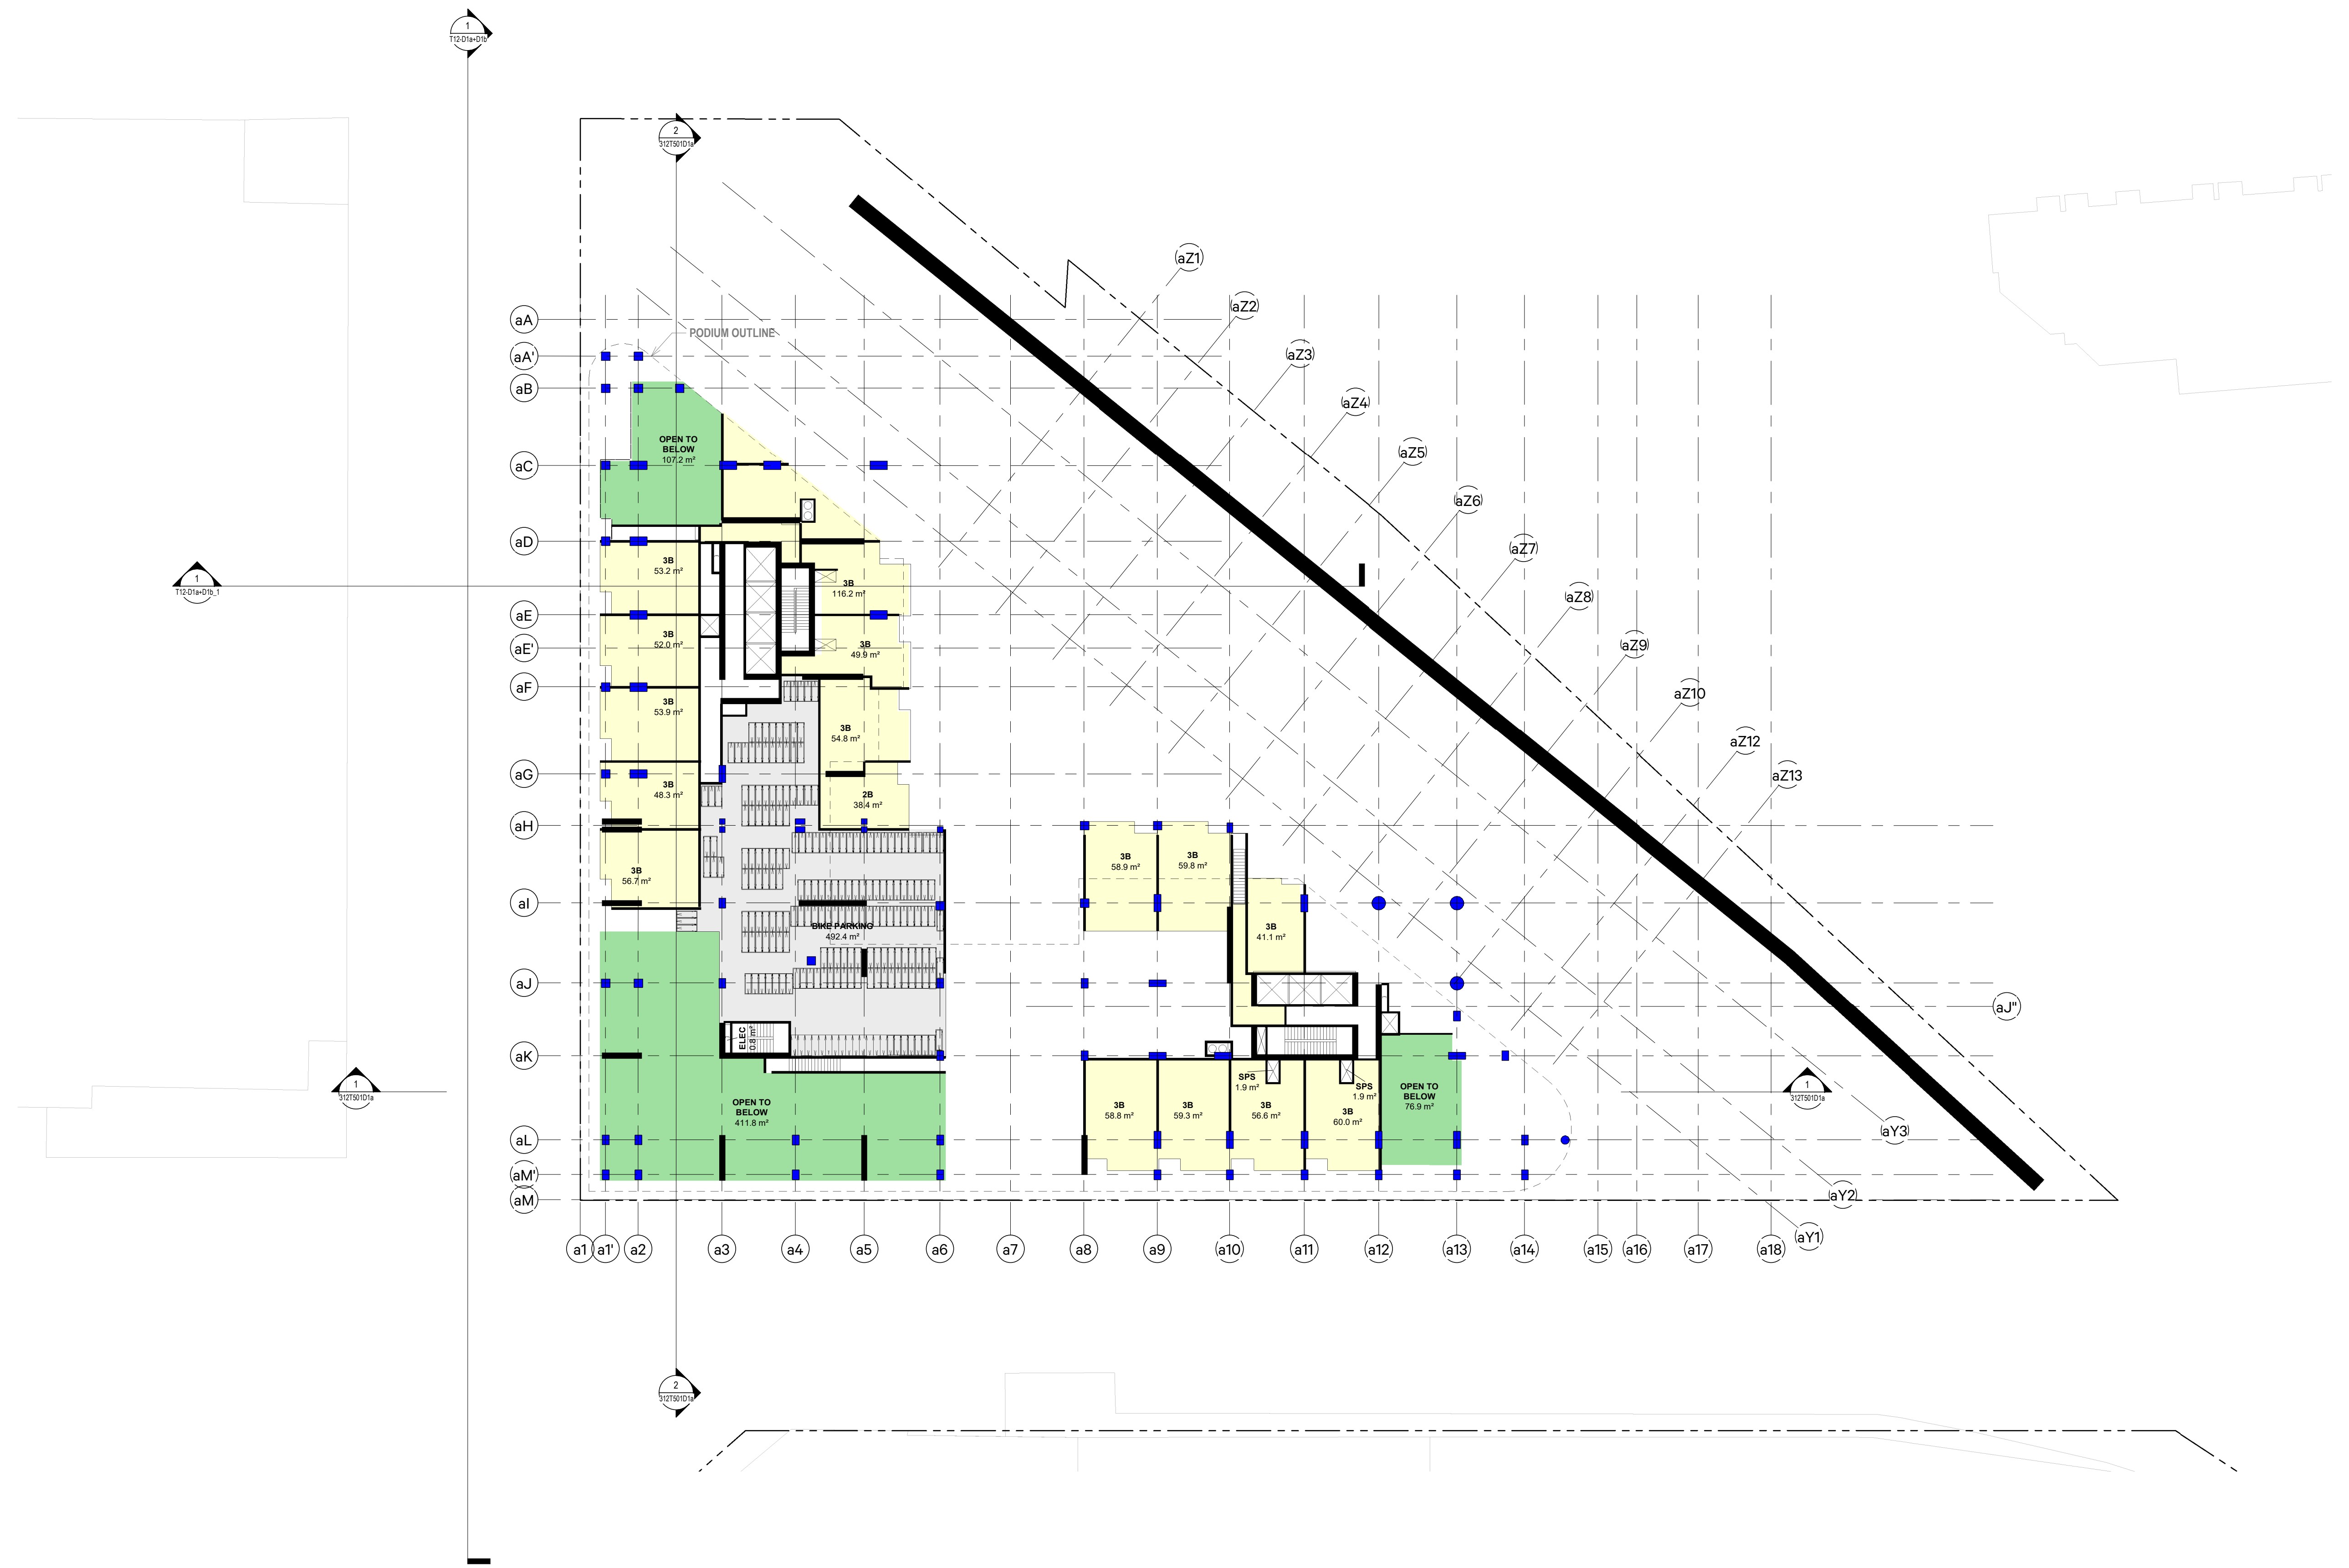 1
T12-D1a+D1b
2
312T501D1a
aZ1
aZ2
aA
PODIUM OUTLINE
aA'
aZ3
aB
aZ4
OPEN TO
BELOW
107.2 m²
aC
aZ5
aZ6
aD
aZ7
3B
53.2 m²
1
T12-D1a+D1b_1
3B
116.2 m²
aZ8
aE
3B
52.0 m²
3B
49.9 m²
aE'
aZ9
aF
aZ10
3B
53.9 m²
3B
54.8 m²
aZ12
aG
aZ13
3B
48.3 m²
2B
38.4 m²
aH
3B
58.9 m²
3B
59.8 m²
3B
56.7 m²
aI
BIKE PARKING
492.4 m²
3B
41.1 m²
aJ
aJ"
ELEC
0.8 m²
aK
SPS
1.9 m²
SPS
1.9 m²
OPEN TO
BELOW
76.9 m²
1
312T501D1a
1
312T501D1a
OPEN TO
BELOW
411.8 m²
3B
58.8 m²
3B
59.3 m²
3B
56.6 m²
3B
60.0 m²
aL
aY3
aM'
aY2
aM
aY1
a1 a1' a2 a3 a4 a5 a6 a7 a8 a9 a10 a11 a12 a13 a14 a15 a16 a17 a18
2
312T501D1a